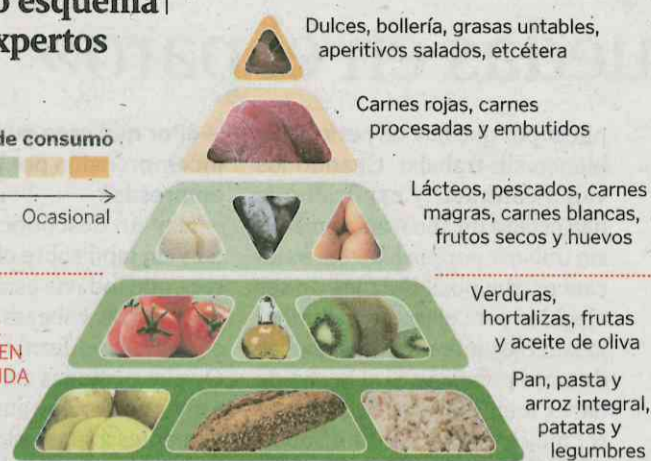 esquema
xpertos
de consumo
Ocasional
EN
IDA
Dulces, bollería, grasas untables,
aperitivos salados, etcétera
Carnes rojas, carnes
procesadas y embutidos
Lácteos, pescados, carnes
magras, carnes blancas,
frutos secos y huevos
Verduras,
hortalizas, frutas
y aceite de oliva
Pan, pasta y
arroz integral,
patatas y
legumbres